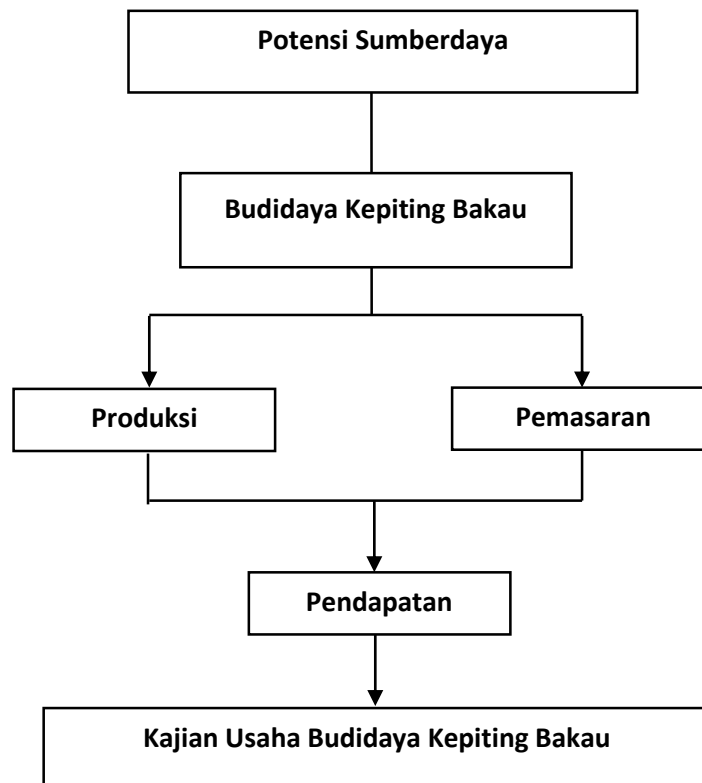 Potensi Sumberdaya
Budidaya Kepiting Bakau
Produksi
Pemasaran
Pendapatan
Kajian Usaha Budidaya Kepiting Bakau